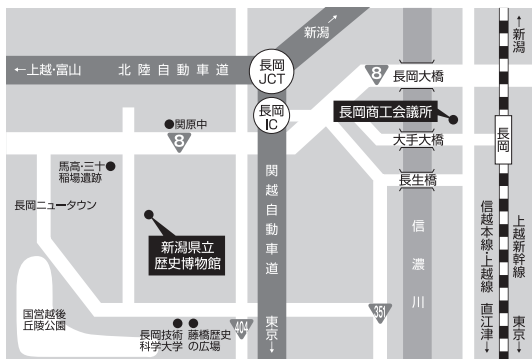 新潟→
↑新潟
←上越・富山 北陸自動車道
長岡
JCT
8
長岡大橋
長岡
IC
長岡商工会議所
関原中
8
大手大橋
長岡
馬高・三十
稲場遺跡
長生橋
長岡ニュータウン
関越自動車道
信濃川
新潟県立
歴史博物館
信越本線・上越線
上越新幹線
国営越後
丘陵公園
長岡技術
科学大学
藤橋歴史
の広場
404
東京→
351
直江津→
東京→